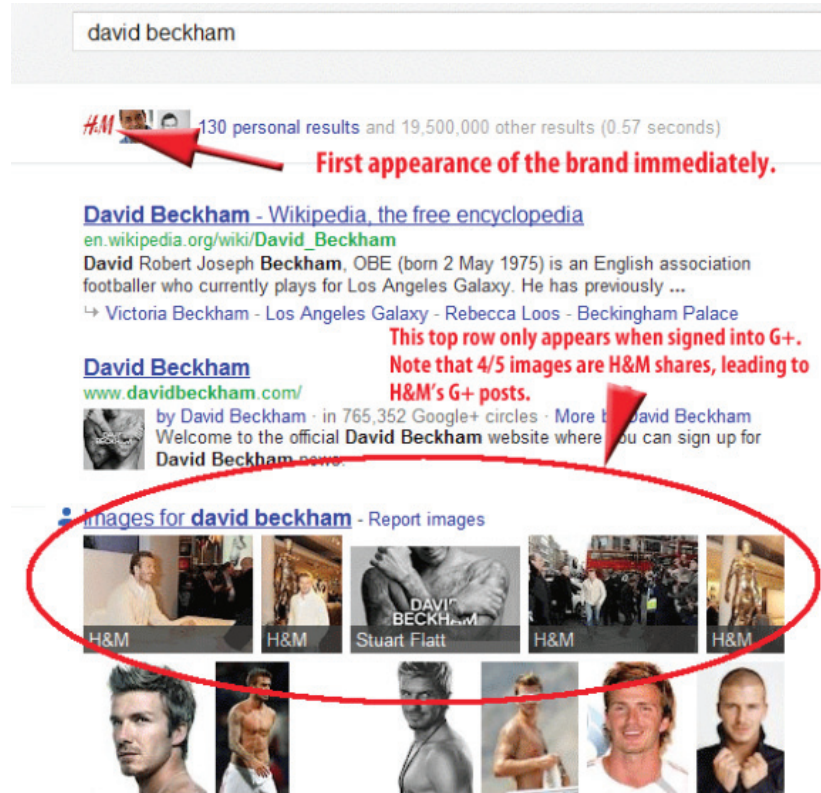 david beckham
H&M
130 personal results and 19,500,000 other results (0.57 seconds)
First appearance of the brand immediately.
David Beckham - Wikipedia, the free encyclopedia
en.wikipedia.org/wiki/David_Beckham
David Robert Joseph Beckham, OBE (born 2 May 1975) is an English association
footballer who currently plays for Los Angeles Galaxy. He has previously ...
Victoria Beckham - Los Angeles Galaxy - Rebecca Loos - Beckingham Palace
This top row only appears when signed into G+.
Note that 4/5 images are H&M shares, leading to
H&M's G+ posts.
David Beckham
www.davidbeckham.com/
by David Beckham · in 765,352 Google+ circles · More David Beckham
Welcome to the official David Beckham website where you can sign up for
David Beckham news.
Images for david beckham - Report images
DAVID
BECKHAM
H&M
H&M
Stuart Flatt
H&M
H&M